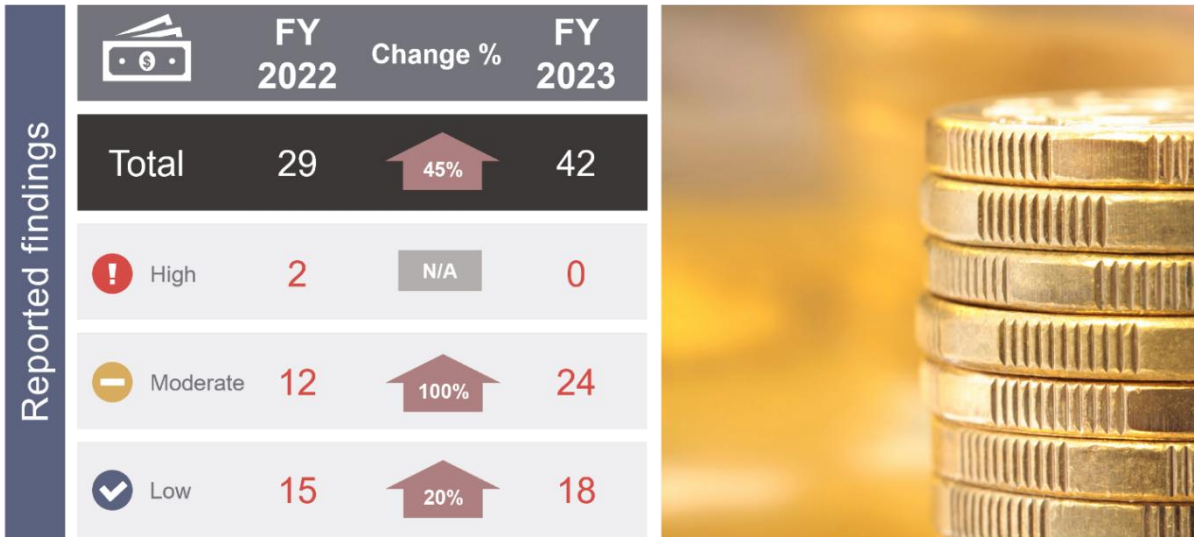 Reported findings
$
FY 2022 Change % FY 2023
Total 29 45% 42
! High 2 N/A 0
Moderate 12 100% 24
Low 15 20% 18